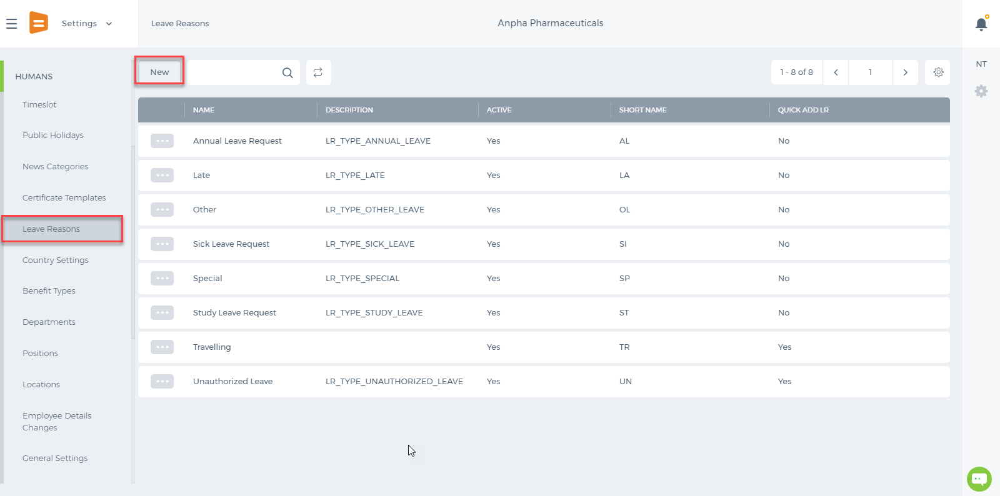 Settings
Leave Reasons
Anpha Pharmaceuticals
NT
HUMANS
Timeslot
Public Holidays
News Categories
Certificate Templates
Leave Reasons
Country Settings
Benefit Types
Departments
Positions
Locations
Employee Details
Changes
General Settings
New
1 - 8 of 8
1
NAME DESCRIPTION ACTIVE SHORT NAME QUICK ADD LR
Annual Leave Request LR_TYPE_ANNUAL_LEAVE Yes AL No
Late LR_TYPE_LATE Yes LA No
Other LR_TYPE_OTHER_LEAVE Yes OL No
Sick Leave Request LR_TYPE_SICK_LEAVE Yes SI No
Special LR_TYPE_SPECIAL Yes SP No
Study Leave Request LR_TYPE_STUDY_LEAVE Yes ST No
Travelling Yes TR Yes
Unauthorized Leave LR_TYPE_UNAUTHORIZED_LEAVE Yes UN Yes